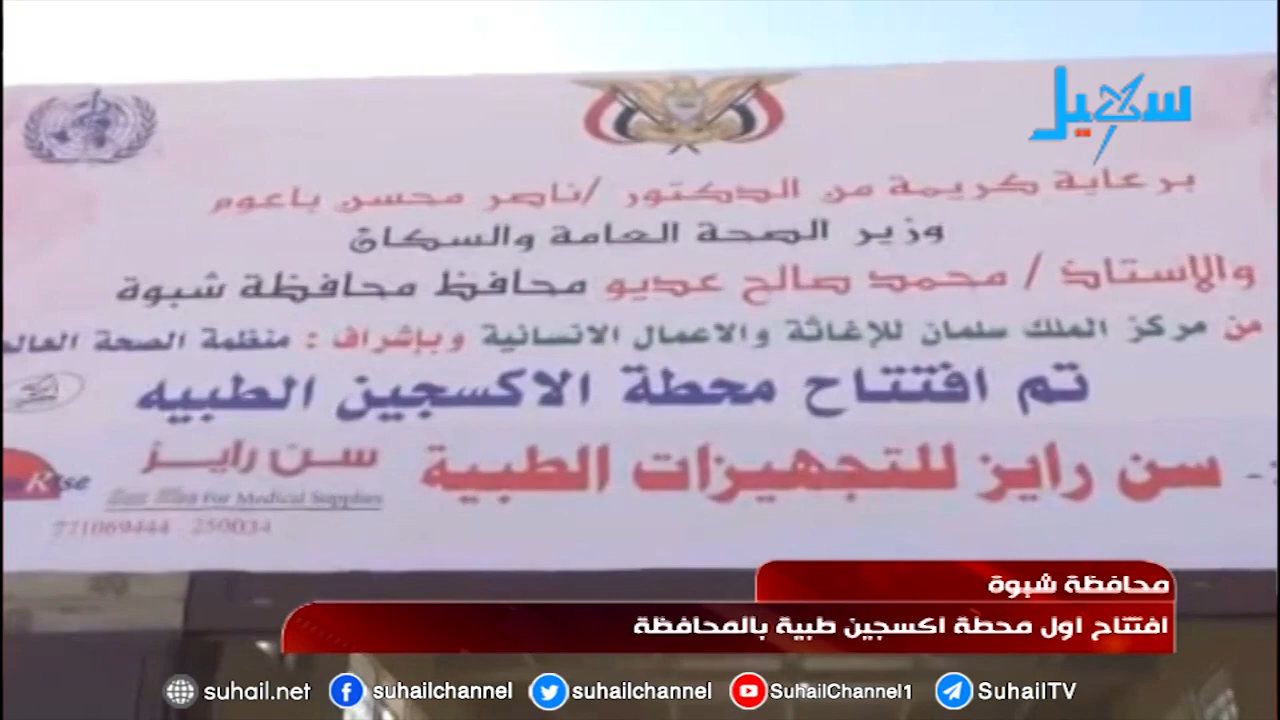 سهيل
برعاية كريمة من الدكتور /ناصر محسن باعوم
وزير الصحة العامة والسكان
والاستاذ / محمد صالح عديو محافظ محافظة شبوة
من مركز الملك سلمان للإغاثة والاعمال الانسانية وبإشراف : منظمة الصحة
تم افتتاح محطة الاكسجين الطبيه
سن رايز للتجهيزات الطبية
سن رايز
Rise
For Medical Supplies
771069444 - 250034
محافظة شبوة
افتتاح اول محطة اكسجين طبية بالمحافظة
suhail.net suhailchannel suhailchannel SuhailChannel1 SuhailTV